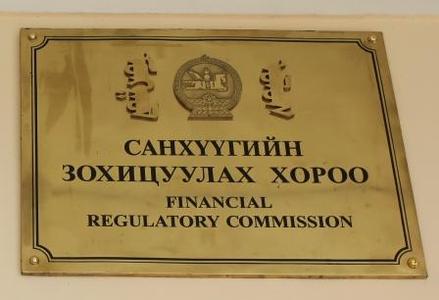 САНХҮҮГИЙН
ЗОХИЦУУЛАХ ХОРОО
FINANCIAL
REGULATORY COMMISSION